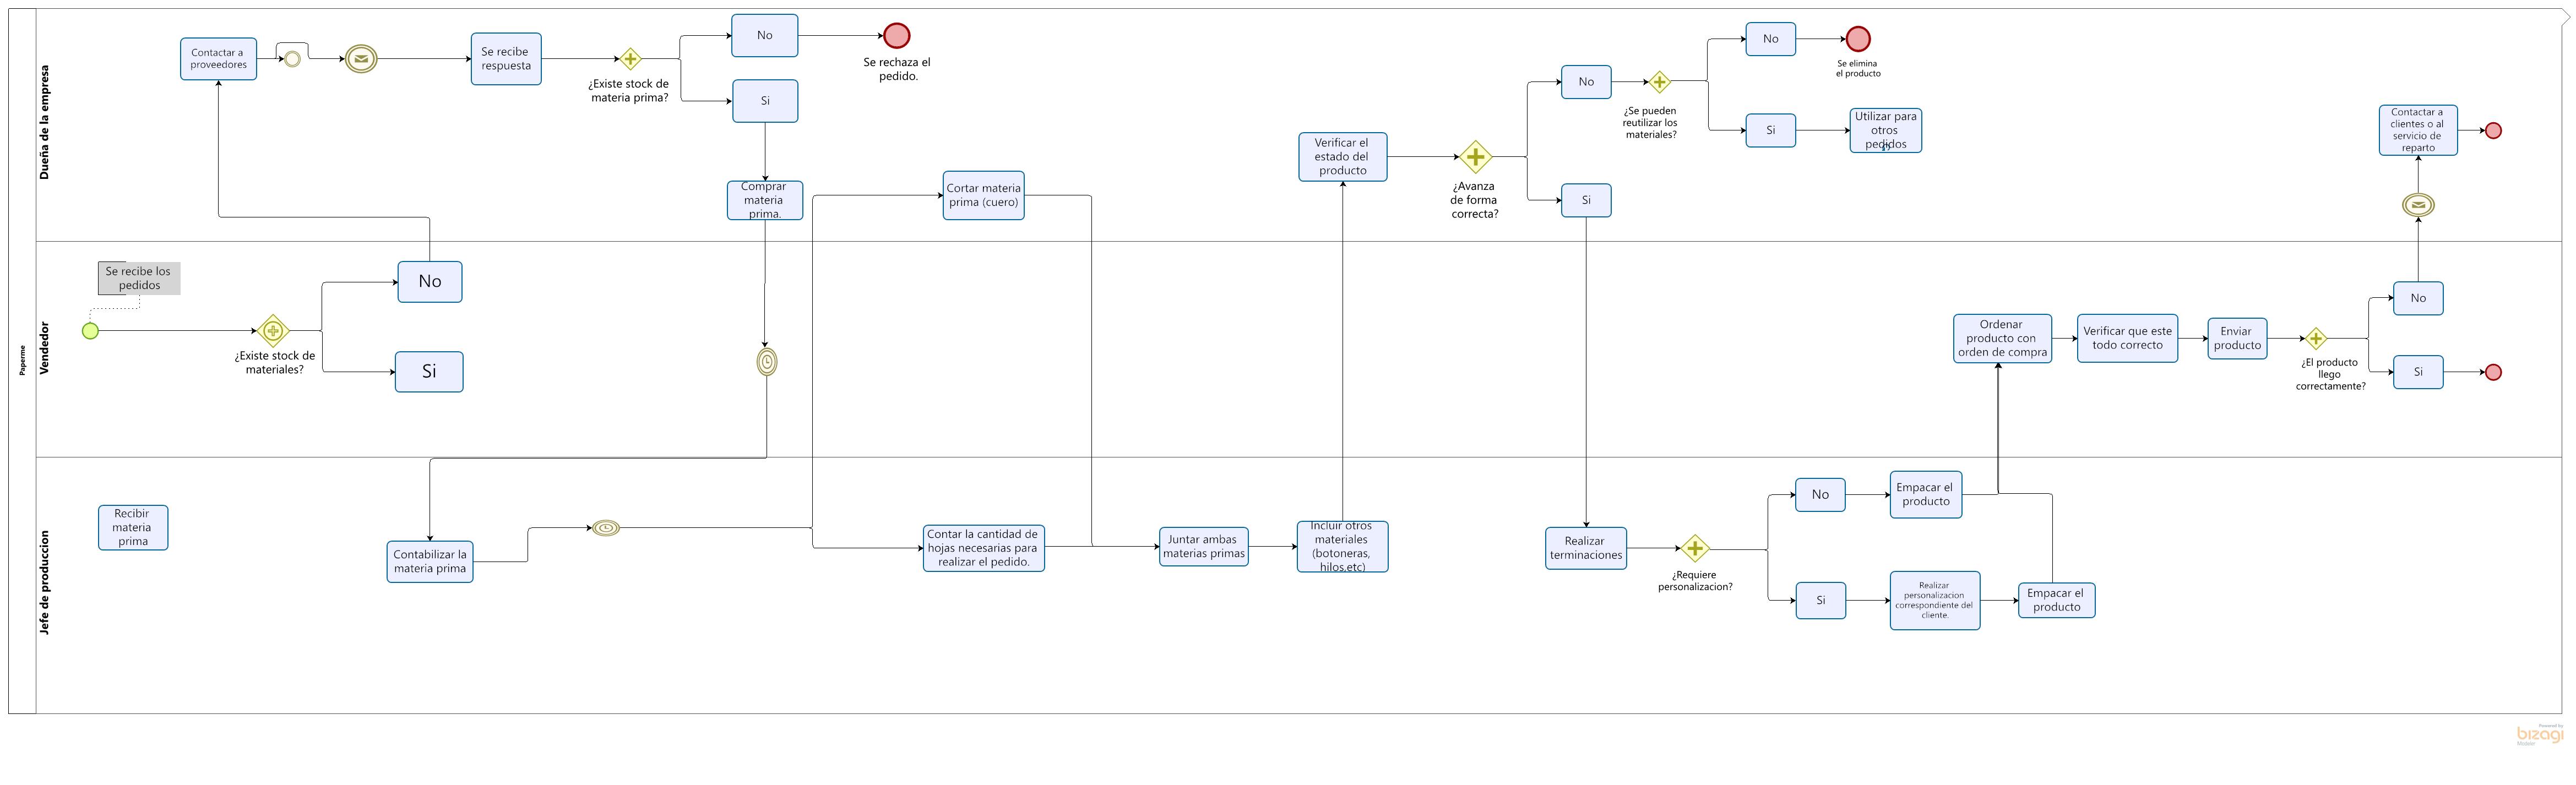 Paperme
Dueña de la empresa
Contactar a
proveedores
Se recibe
respuesta
¿Existe stock de
materia prima?
No
Se rechaza el
pedido.
Si
Comprar
materia
prima.
Cortar materia
prima (cuero)
Verificar el
estado del
producto
¿Avanza
de forma
correcta?
No
¿Se pueden
reutilizar los
materiales?
No
Se elimina
el producto
Si
Utilizar para
otros
pedidos
Si
Contactar a
clientes o al
servicio de
reparto
Vendedor
Se recibe los
pedidos
¿Existe stock de
materiales?
No
Si
Ordenar
producto con
orden de compra
Verificar que este
todo correcto
Enviar
producto
¿El producto
llego
correctamente?
No
Si
Jefe de produccion
Recibir
materia
prima
Contabilizar la
materia prima
Contar la cantidad de
hojas necesarias para
realizar el pedido.
Juntar ambas
materias primas
Incluir otros
materiales
(botoneras,
hilos,etc)
Realizar
terminaciones
¿Requiere
personalizacion?
No
Empacar el
producto
Si
Realizar
personalizacion
correspondiente del
cliente.
Empacar el
producto
Powered by
bizagi
Modeler